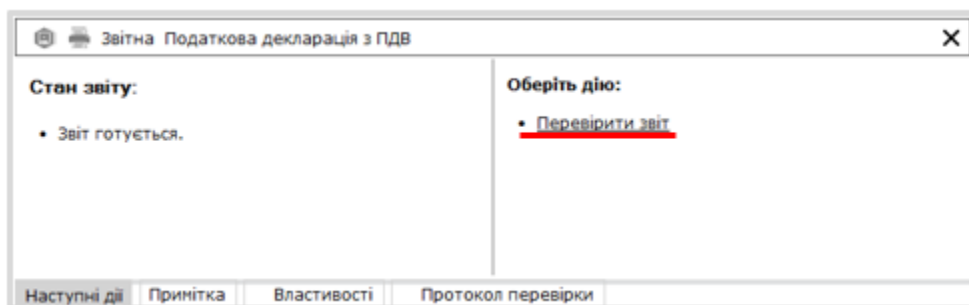 Звітна Податкова декларація з ПДВ
Стан звіту:
• Звіт готується.
Оберіть дію:
• Перевірити звіт
Наступні дії Примітка Властивості Протокол перевірки